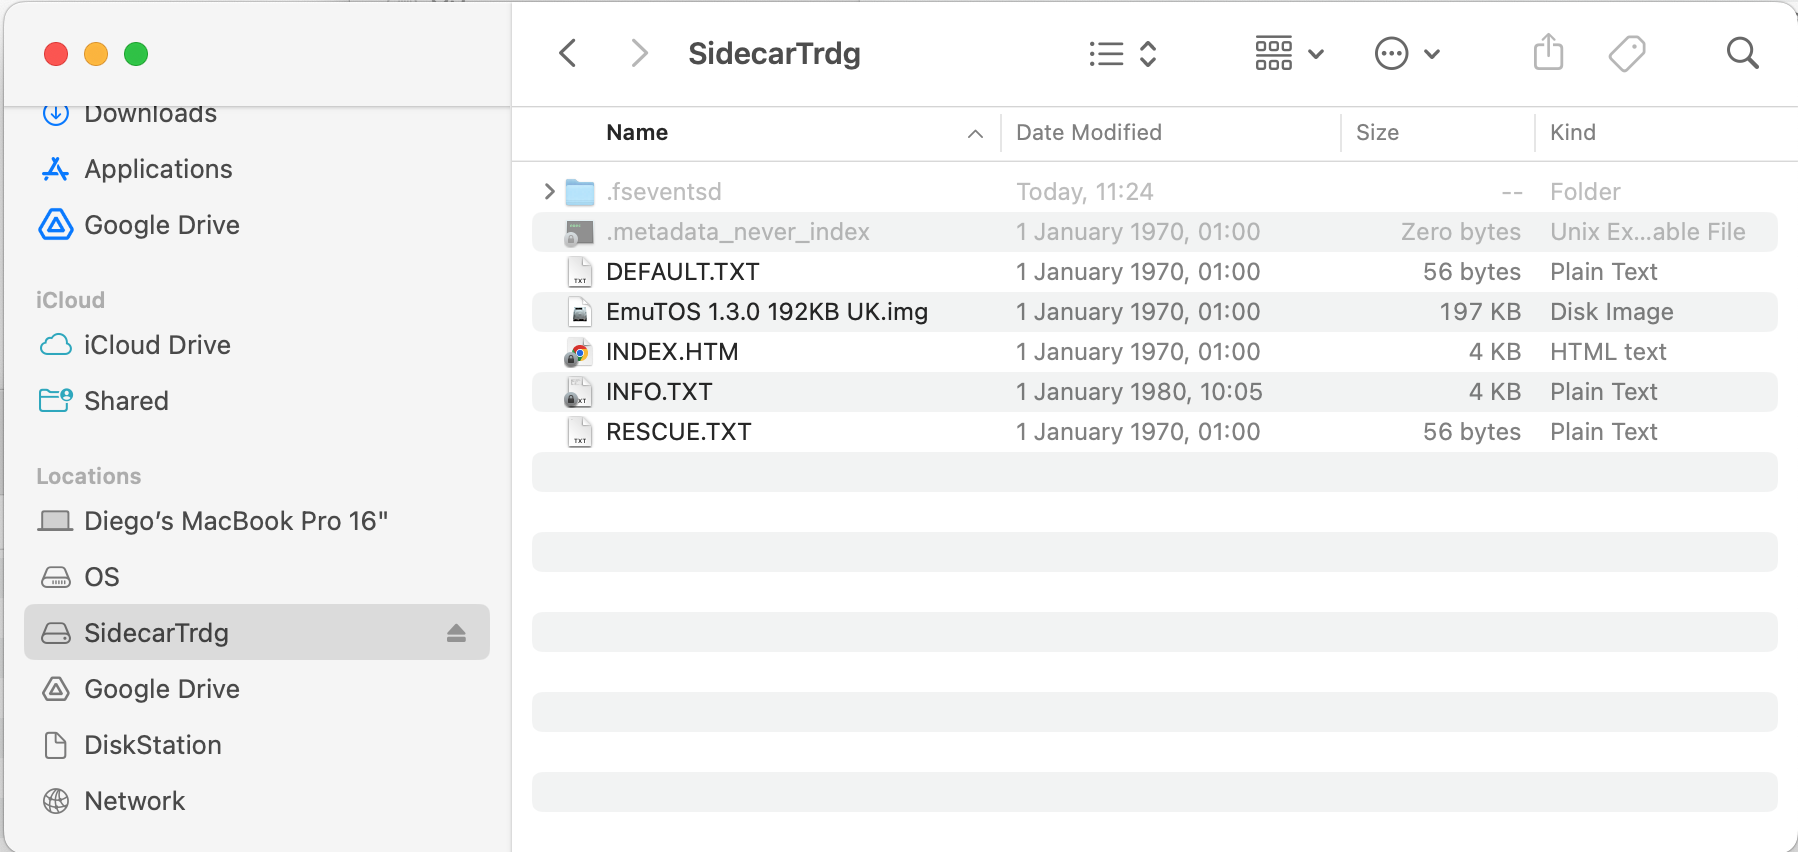 SidecarTrdg
Downloads
Applications
Google Drive
iCloud
iCloud Drive
Shared
Locations
Diego’s MacBook Pro 16"
OS
SidecarTrdg
Google Drive
DiskStation
Network
Name Date Modified Size Kind
.fseventsd Today, 11:24 -- Folder
.metadata_never_index 1 January 1970, 01:00 Zero bytes Unix Ex...able File
DEFAULT.TXT 1 January 1970, 01:00 56 bytes Plain Text
EmuTOS 1.3.0 192KB UK.img 1 January 1970, 01:00 197 KB Disk Image
INDEX.HTM 1 January 1970, 01:00 4 KB HTML text
INFO.TXT 1 January 1980, 10:05 4 KB Plain Text
RESCUE.TXT 1 January 1970, 01:00 56 bytes Plain Text